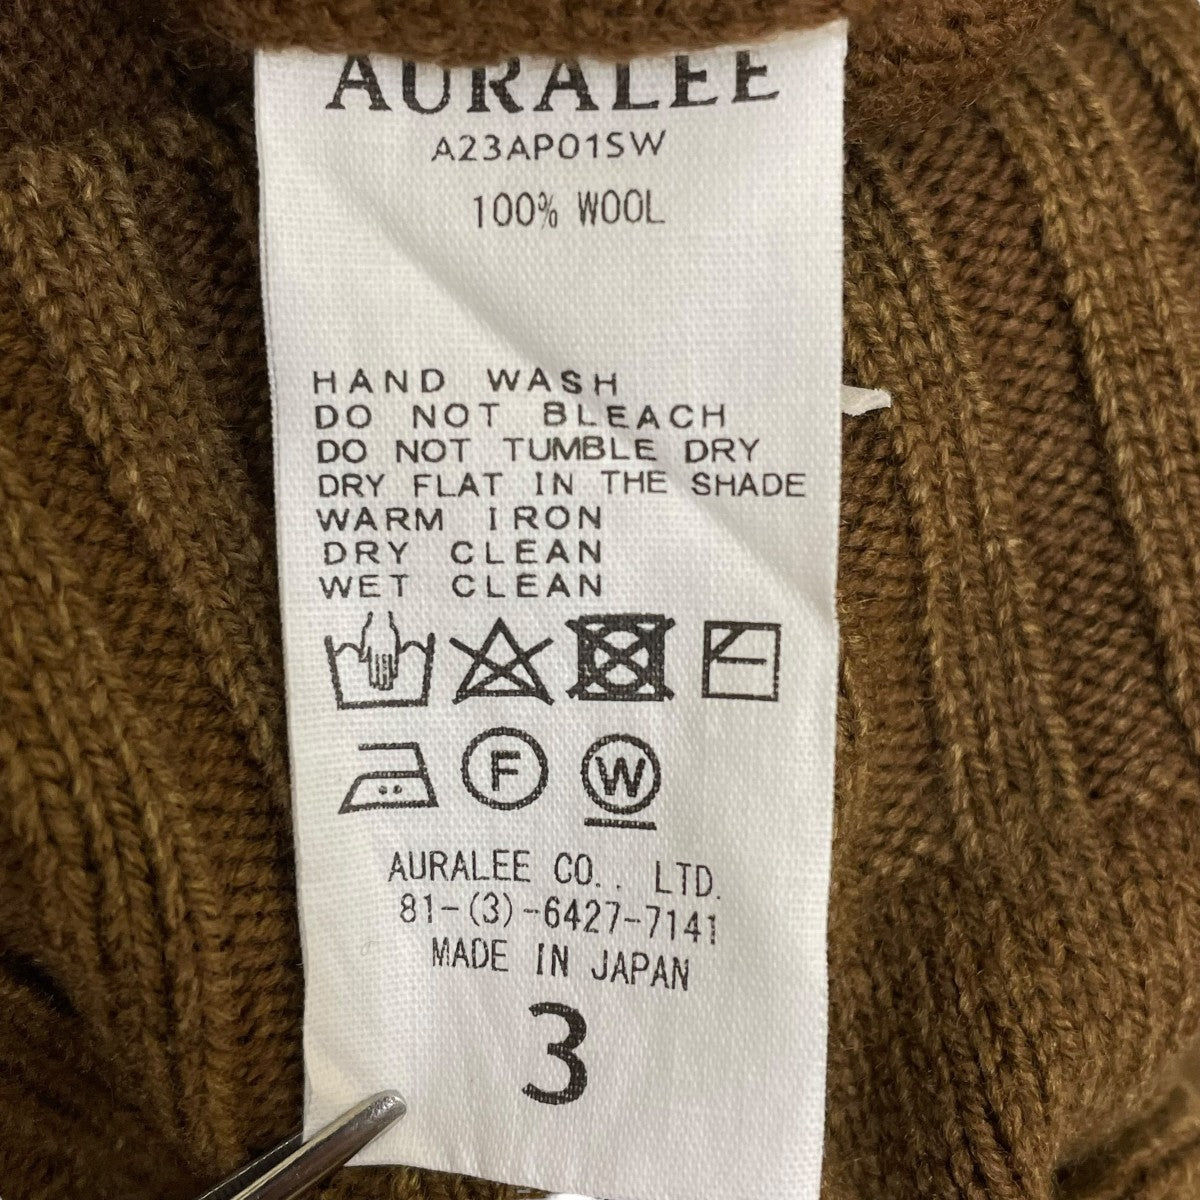 AURALEE
A23AP01SW
100% WOOL
HAND WASH
DO NOT BLEACH
DO NOT TUMBLE DRY
DRY FLAT IN THE SHADE
WARM IRON
DRY CLEAN
WET CLEAN
F W
AURALEE CO., LTD.
81-(3)-6427-7141
MADE IN JAPAN
3